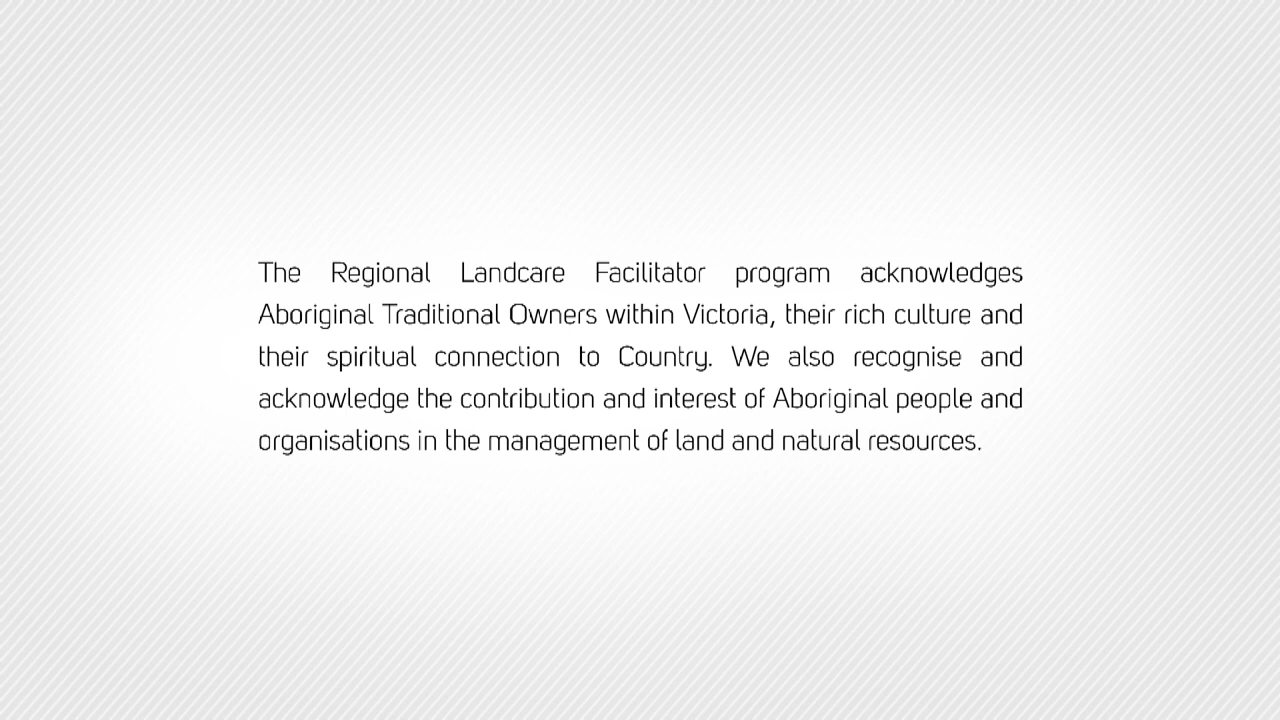 The Regional Landcare Facilitator program acknowledges
Aboriginal Traditional Owners within Victoria, their rich culture and
their spiritual connection to Country. We also recognise and
acknowledge the contribution and interest of Aboriginal people and
organisations in the management of land and natural resources.